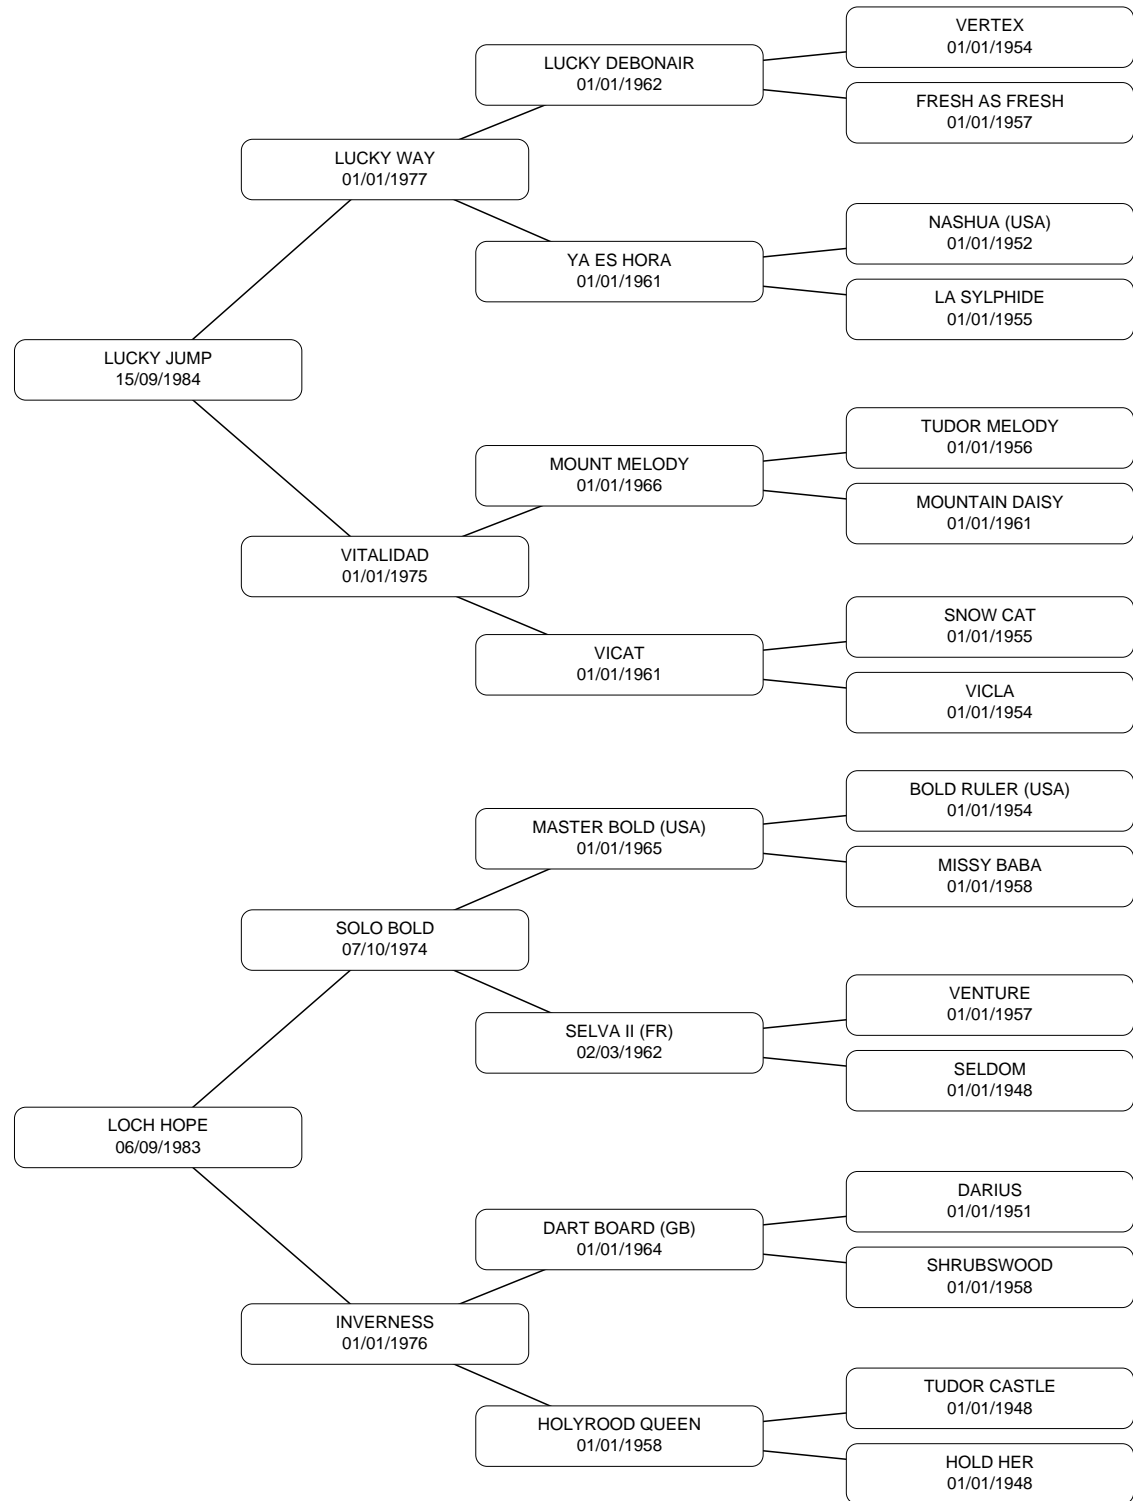 VERTEX
01/01/1954
LUCKY DEBONAIR
01/01/1962
FRESH AS FRESH
01/01/1957
LUCKY WAY
01/01/1977
NASHUA (USA)
01/01/1952
YA ES HORA
01/01/1961
LA SYLPHIDE
01/01/1955
LUCKY JUMP
15/09/1984
TUDOR MELODY
01/01/1956
MOUNT MELODY
01/01/1966
MOUNTAIN DAISY
01/01/1961
VITALIDAD
01/01/1975
SNOW CAT
01/01/1955
VICAT
01/01/1961
VICLA
01/01/1954
BOLD RULER (USA)
01/01/1954
MASTER BOLD (USA)
01/01/1965
MISSY BABA
01/01/1958
SOLO BOLD
07/10/1974
VENTURE
01/01/1957
SELVA II (FR)
02/03/1962
SELDOM
01/01/1948
LOCH HOPE
06/09/1983
DARIUS
01/01/1951
DART BOARD (GB)
01/01/1964
SHRUBSWOOD
01/01/1958
INVERNESS
01/01/1976
TUDOR CASTLE
01/01/1948
HOLYROOD QUEEN
01/01/1958
HOLD HER
01/01/1948